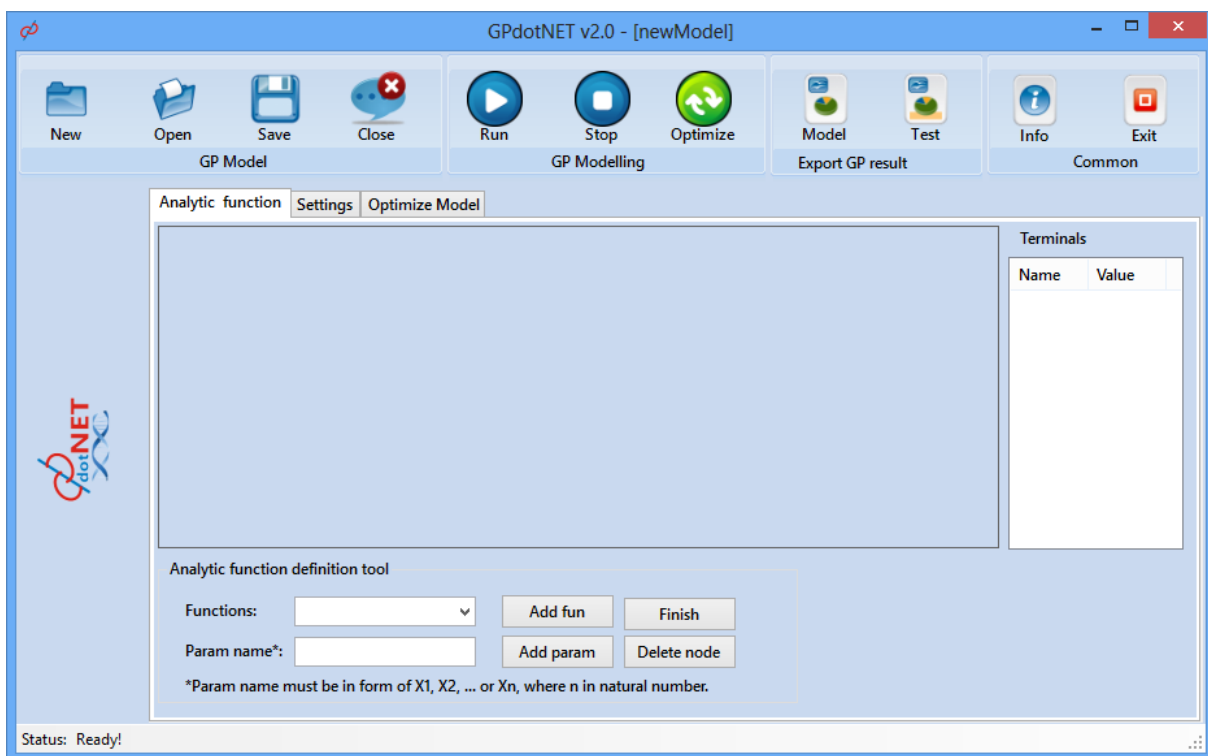 GPdotNET v2.0 - [newModel]
New Open Save Close Run Stop Optimize Model Test Info Exit
GP Model GP Modelling Export GP result Common
Analytic function Settings Optimize Model
Terminals
Name Value
GPdotNET
Analytic function definition tool
Functions: Add fun Finish
Param name*: Add param Delete node
*Param name must be in form of X1, X2, ... or Xn, where n in natural number.
Status: Ready!